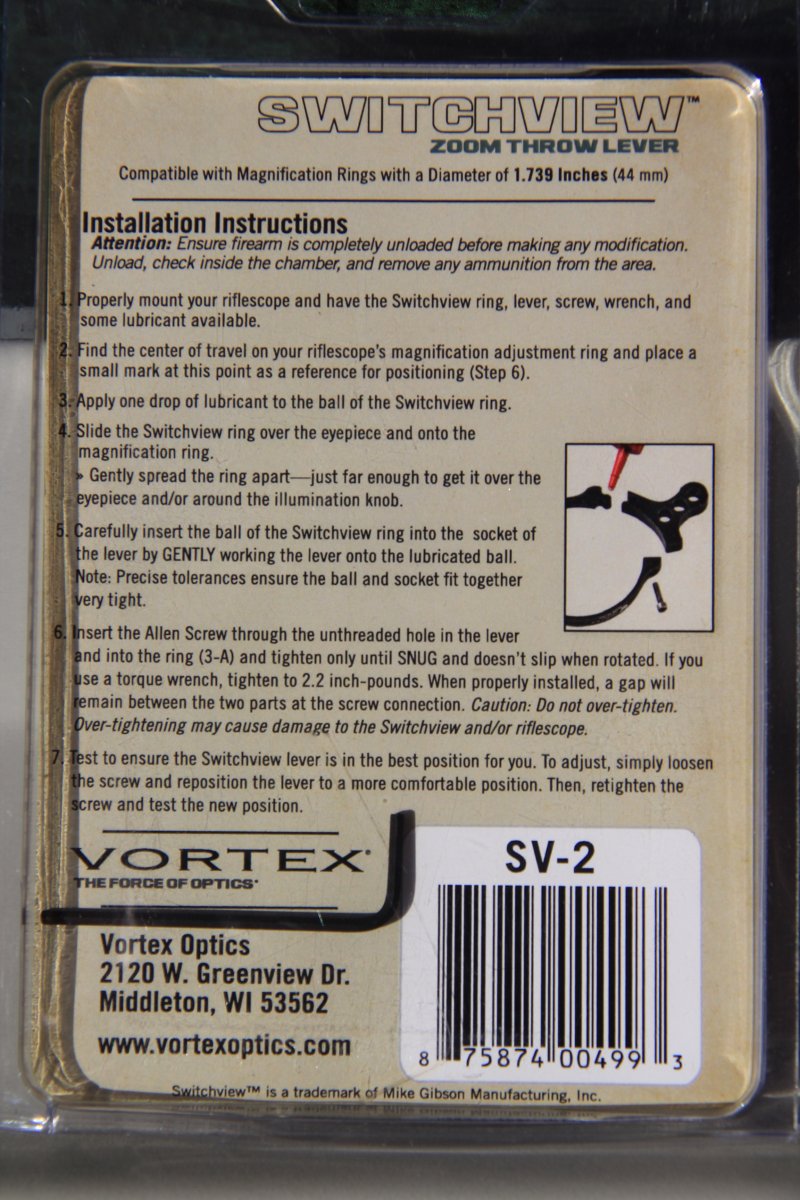 SWITCHVIEW™
ZOOM THROW LEVER
Compatible with Magnification Rings with a Diameter of 1.739 Inches (44 mm)
Installation Instructions
Attention: Ensure firearm is completely unloaded before making any modification.
Unload, check inside the chamber, and remove any ammunition from the area.
1. Properly mount your riflescope and have the Switchview ring, lever, screw, wrench, and
some lubricant available.
2. Find the center of travel on your riflescope's magnification adjustment ring and place a
small mark at this point as a reference for positioning (Step 6).
3. Apply one drop of lubricant to the ball of the Switchview ring.
4. Slide the Switchview ring over the eyepiece and onto the
magnification ring.
» Gently spread the ring apart—just far enough to get it over the
eyepiece and/or around the illumination knob.
5. Carefully insert the ball of the Switchview ring into the socket of
the lever by GENTLY working the lever onto the lubricated ball.
Note: Precise tolerances ensure the ball and socket fit together
very tight.
6. Insert the Allen Screw through the unthreaded hole in the lever
and into the ring (3-A) and tighten only until SNUG and doesn't slip when rotated. If you
use a torque wrench, tighten to 2.2 inch-pounds. When properly installed, a gap will
remain between the two parts at the screw connection. Caution: Do not over-tighten.
Over-tightening may cause damage to the Switchview and/or riflescope.
7. Test to ensure the Switchview lever is in the best position for you. To adjust, simply loosen
the screw and reposition the lever to a more comfortable position. Then, retighten the
screw and test the new position.
VORTEX®
THE FORCE OF OPTICS®
Vortex Optics
2120 W. Greenview Dr.
Middleton, WI 53562
www.vortexoptics.com
SV-2
8 75874 00499 3
Switchview™ is a trademark of Mike Gibson Manufacturing, Inc.